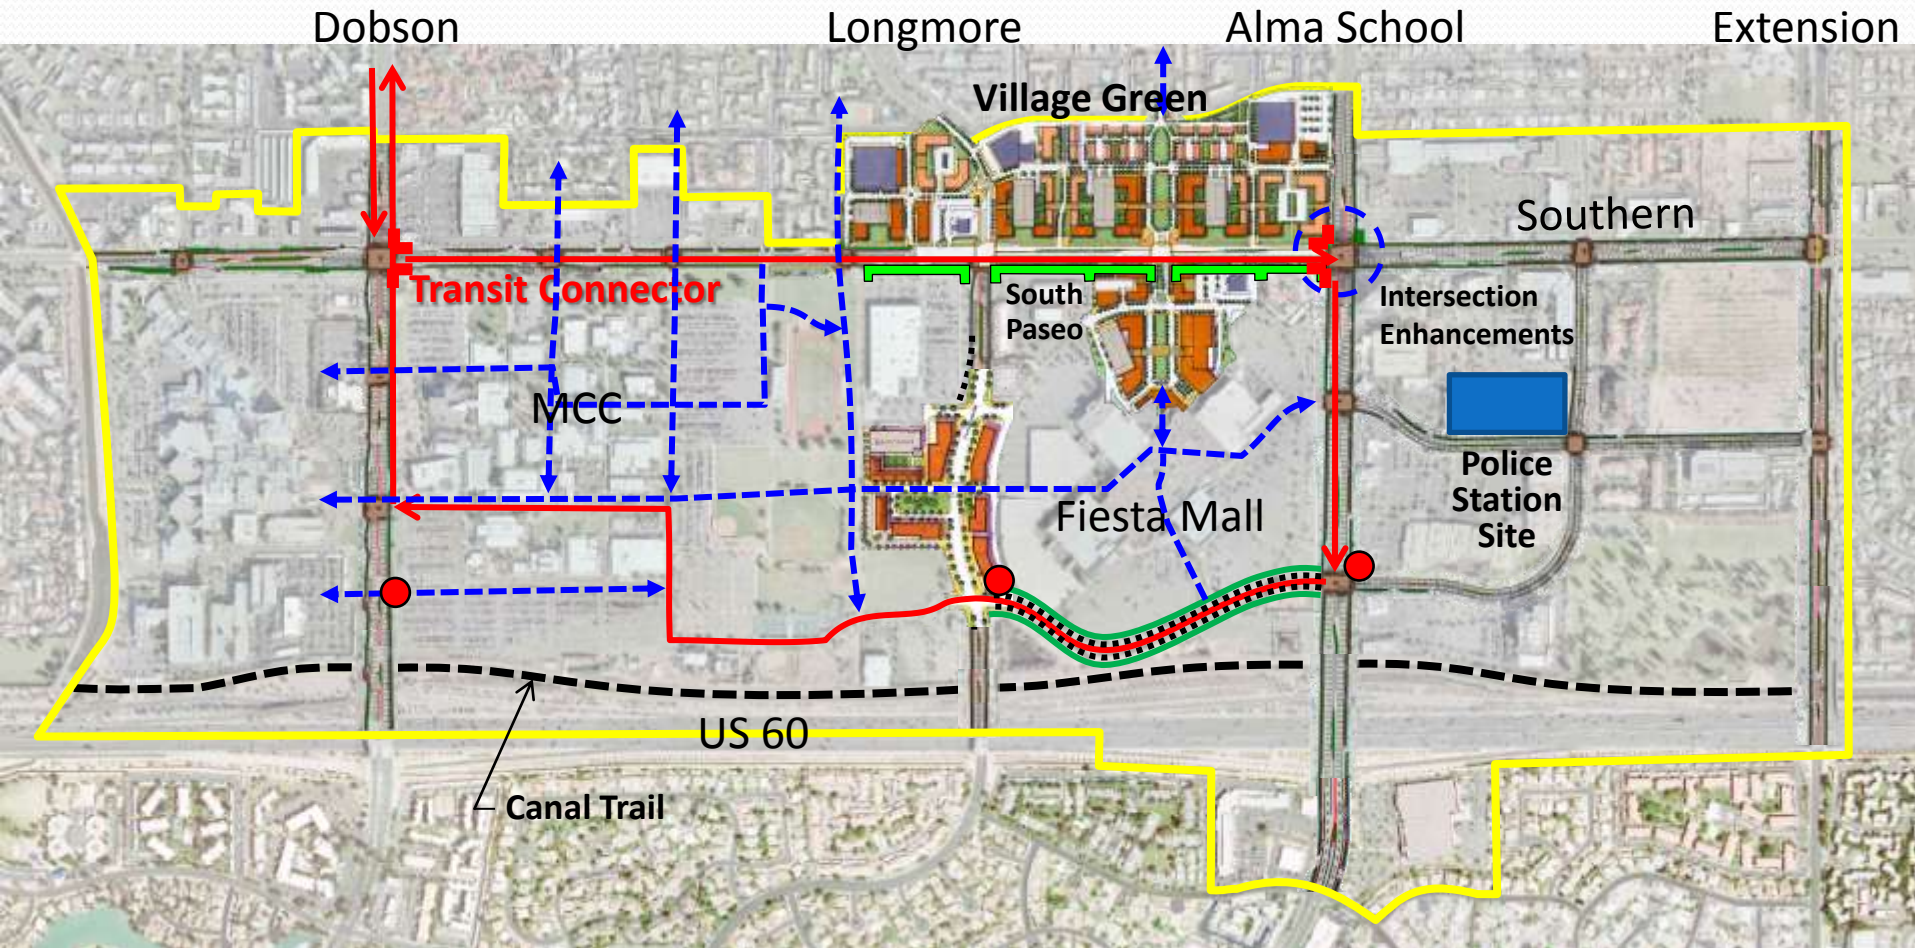 Dobson
Longmore
Alma School
Extension
Village Green
Southern
Transit Connector
South
Paseo
Intersection
Enhancements
MCC
Police
Station
Site
Fiesta Mall
US 60
Canal Trail